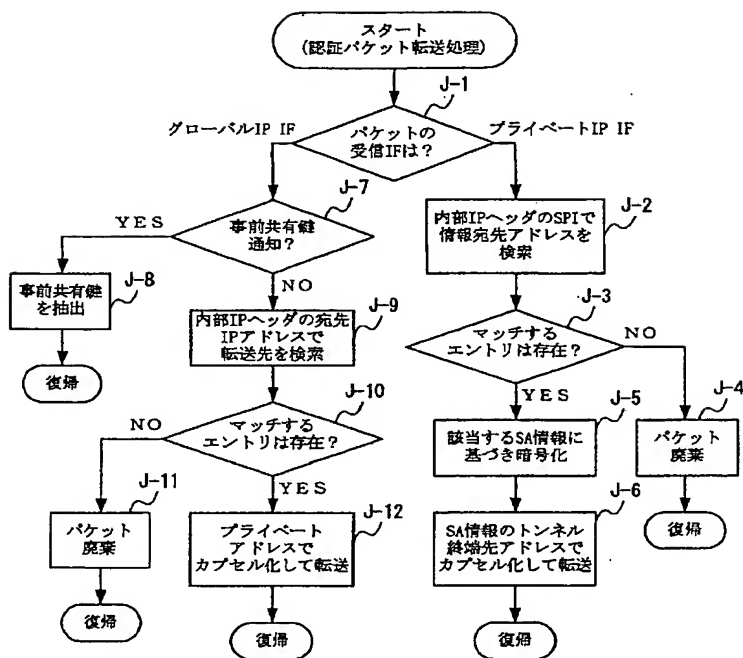 スタート
(認証パケット転送処理)
J-1
グローバルIP IF
パケットの
受信IFは？
プライベートIP IF
J-7
J-2
YES
事前共有鍵
通知？
内部IPヘッダのSPIで
情報宛先アドレスを
検索
J-8
NO
J-3
事前共有鍵
を抽出
J-9
内部IPヘッダの宛先
IPアドレスで
転送先を検索
マッチする
エントリは存在？
NO
復帰
J-10
YES
J-5
J-4
NO
マッチする
エントリは存在？
該当するSA情報に
基づき暗号化
パケット
廃棄
J-11
YES
J-12
J-6
パケット
廃棄
プライベート
アドレスで
カプセル化して転送
SA情報のトンネル
終端先アドレスで
カプセル化して転送
復帰
復帰
復帰
復帰